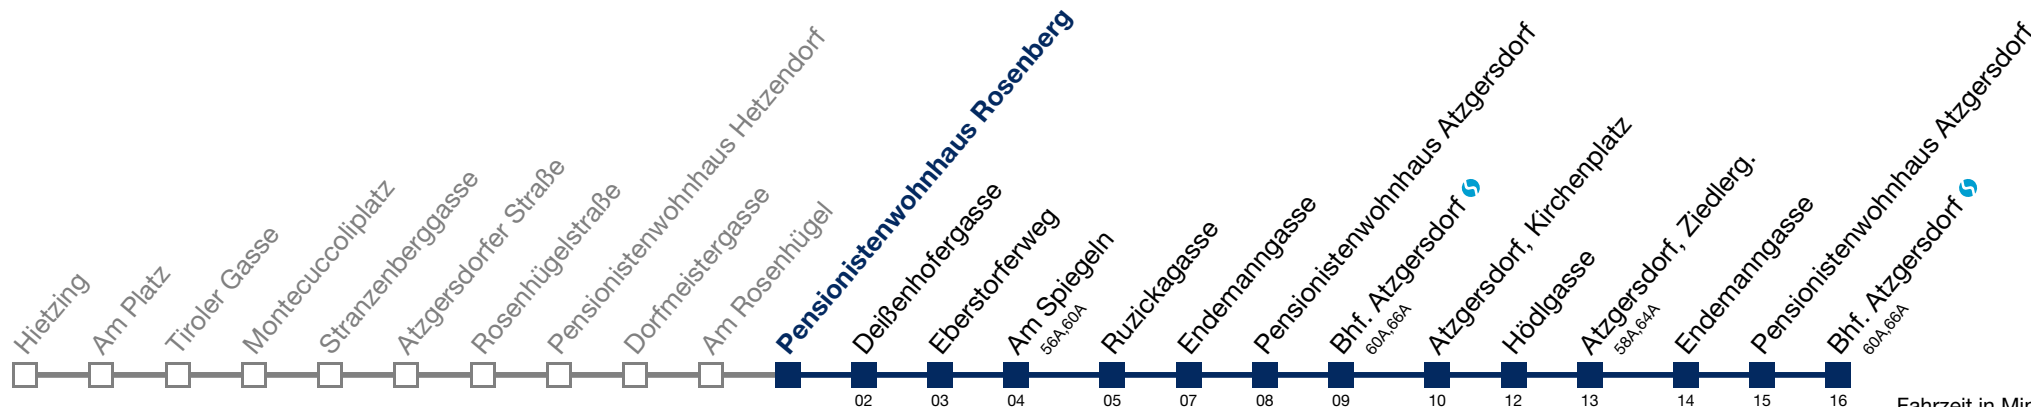 Hietzing
Am Platz
Tiroler Gasse
Montecuccoliplatz
Stranzenberggasse
Atzgersdorfer Straße
Rosenhügelstraße
Pensionistenwohnhaus Hetzendorf
Dorfmeistergasse
Am Rosenhügel
Pensionistenwohnhaus Rosenberg
Deißenhofergasse
Eberstorferweg
Am Spiegeln
56A,60A
Ruzickagasse
Endemanngasse
Pensionistenwohnhaus Atzgersdorf
Bhf. Atzgersdorf
60A,66A
Atzgersdorf, Kirchenplatz
Hödlgasse
Atzgersdorf, Ziedlerg.
58A,64A
Endemanngasse
Pensionistenwohnhaus Atzgersdorf
Bhf. Atzgersdorf
60A,66A
02 03 04 05 07 08 09 10 12 13 14 15 16
Fahrzeit in